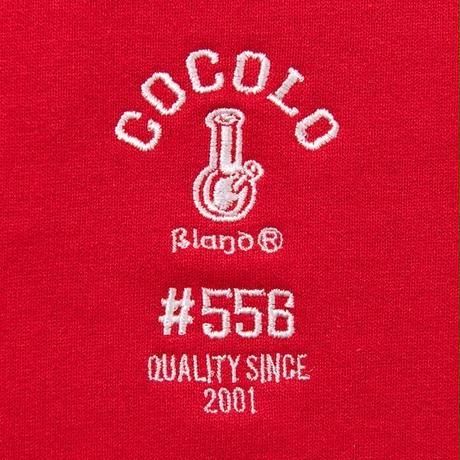 COCOLO
Bland®
#556
QUALITY SINCE
2001